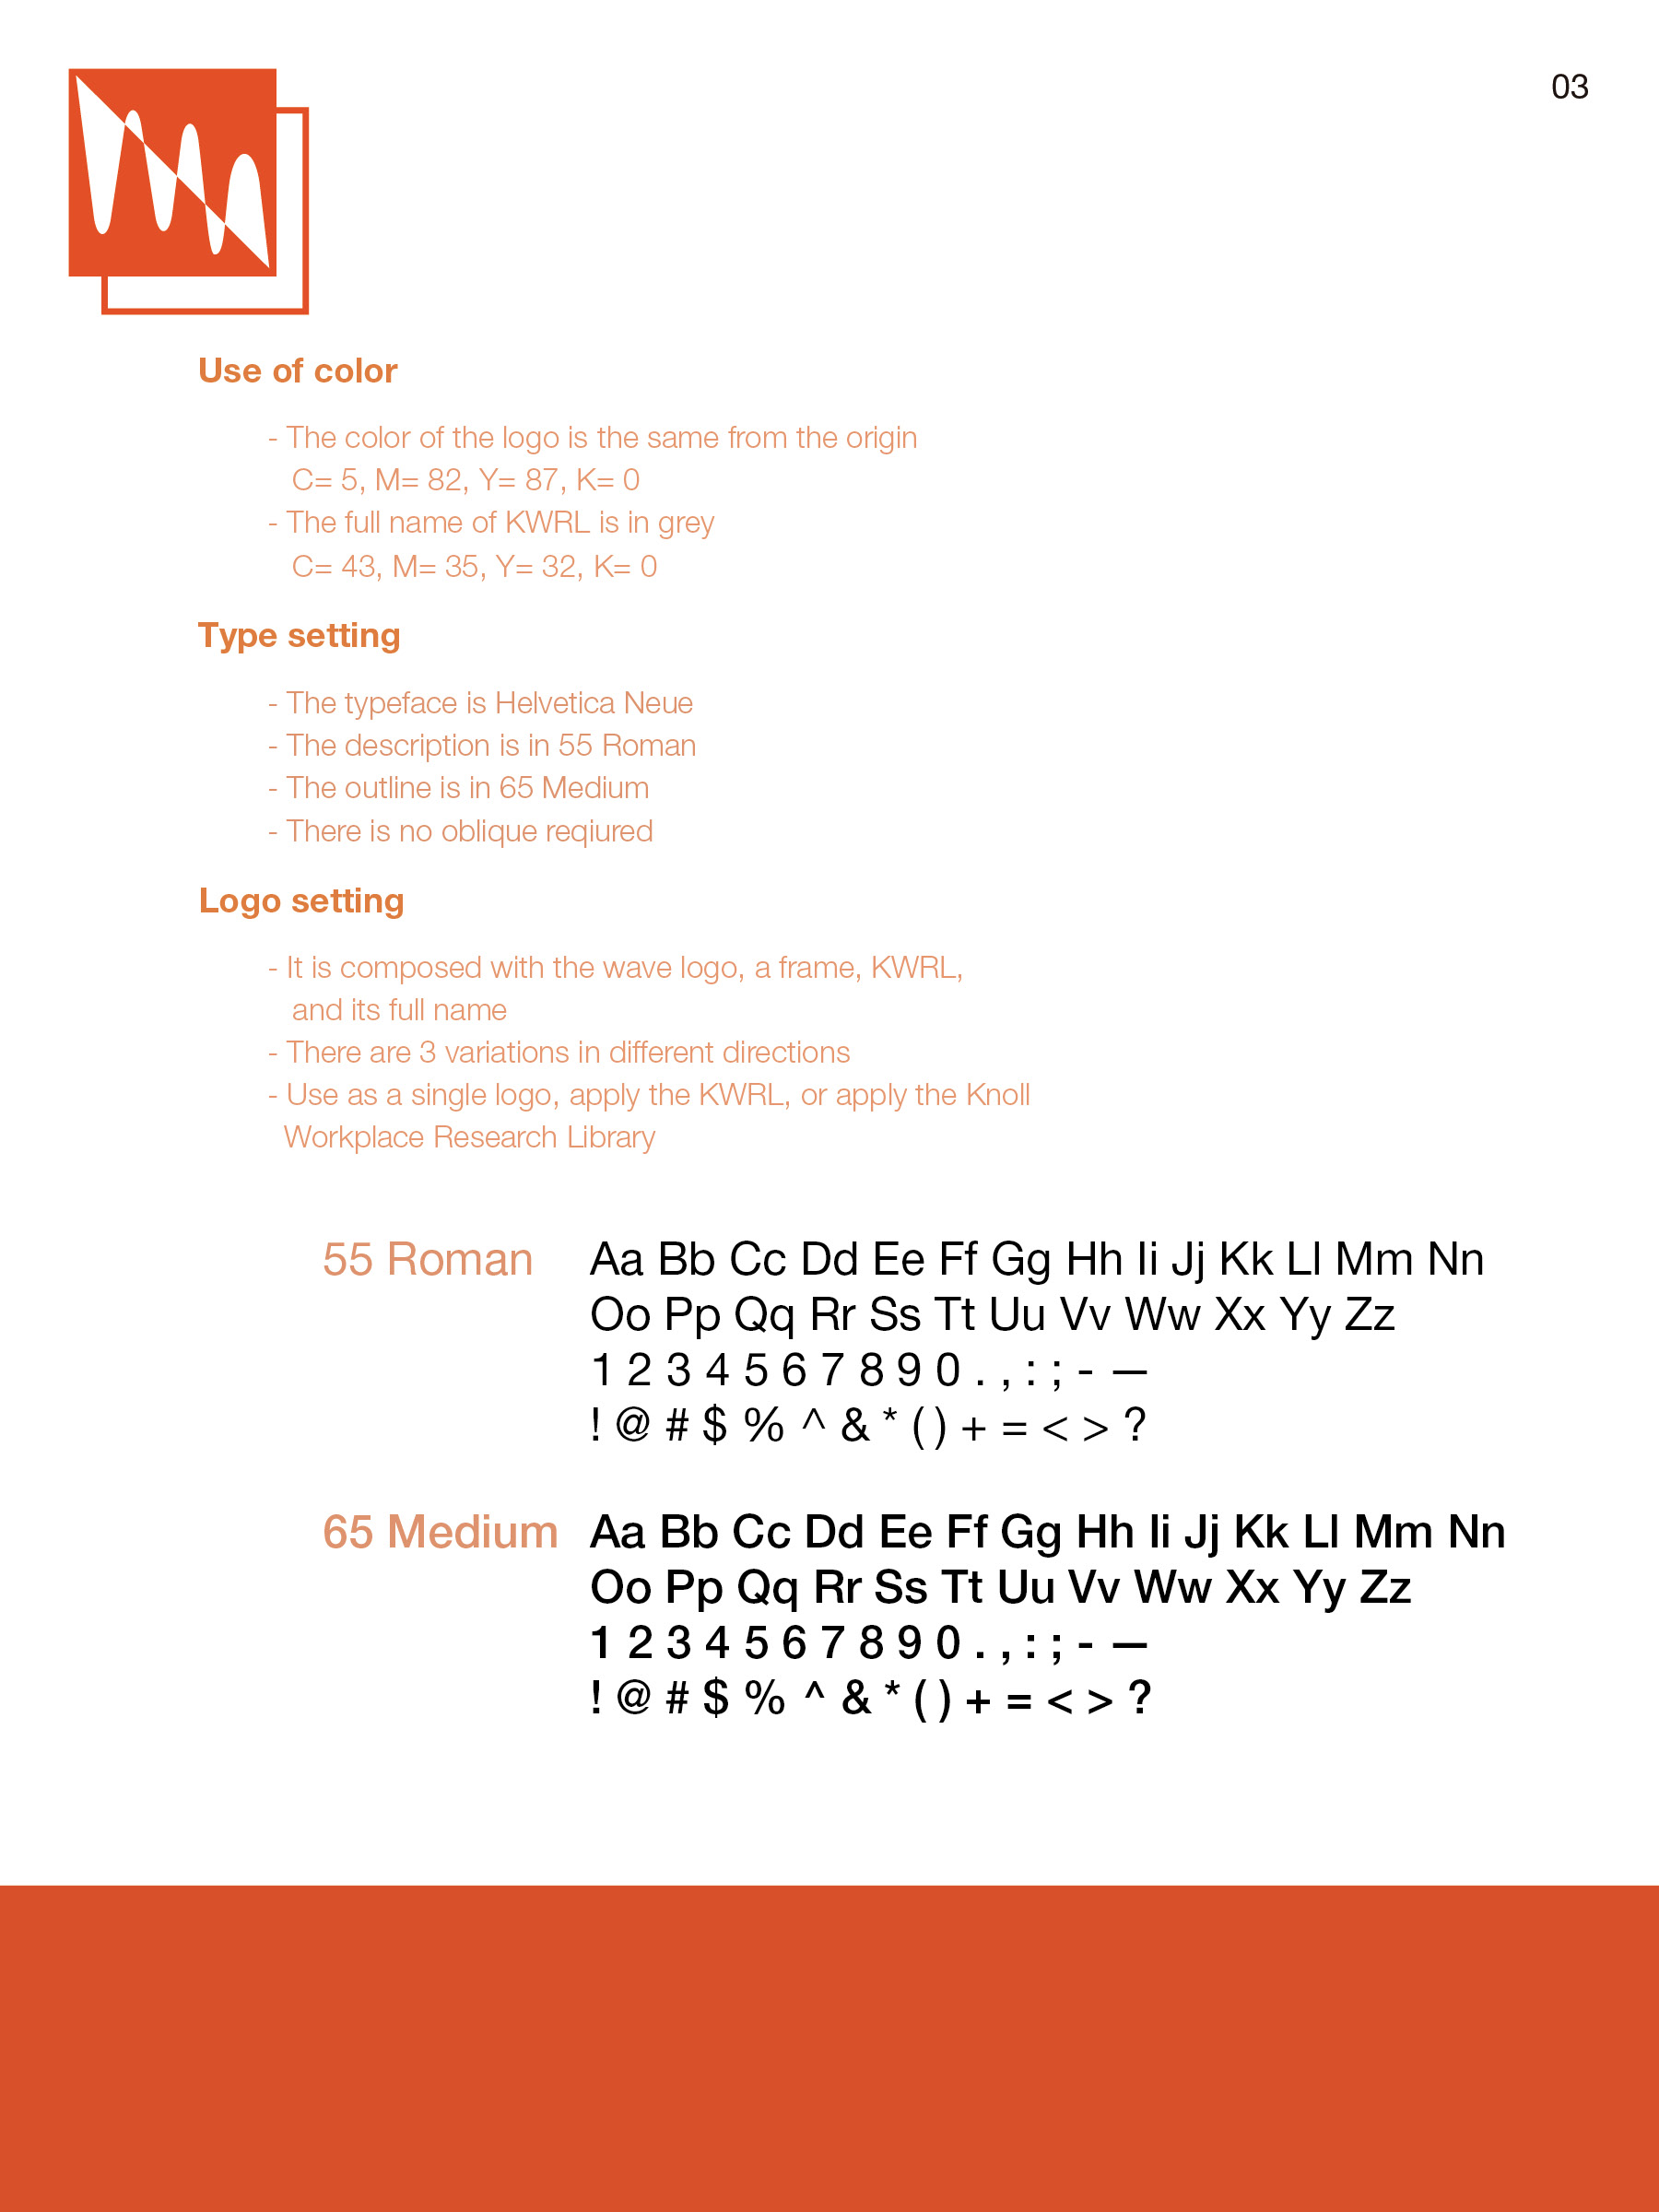 03
Use of color
- The color of the logo is the same from the origin
C= 5, M= 82, Y= 87, K= 0
- The full name of KWRL is in grey
C= 43, M= 35, Y= 32, K= 0
Type setting
- The typeface is Helvetica Neue
- The description is in 55 Roman
- The outline is in 65 Medium
- There is no oblique reqiured
Logo setting
- It is composed with the wave logo, a frame, KWRL,
and its full name
- There are 3 variations in different directions
- Use as a single logo, apply the KWRL, or apply the Knoll
Workplace Research Library
55 Roman Aa Bb Cc Dd Ee Ff Gg Hh Ii Jj Kk Ll Mm Nn
Oo Pp Qq Rr Ss Tt Uu Vv Ww Xx Yy Zz
1 2 3 4 5 6 7 8 9 0 . , : ; - —
! @ # $ % ^ & * ( ) + = < > ?
65 Medium Aa Bb Cc Dd Ee Ff Gg Hh Ii Jj Kk Ll Mm Nn
Oo Pp Qq Rr Ss Tt Uu Vv Ww Xx Yy Zz
1 2 3 4 5 6 7 8 9 0 . , : ; - —
! @ # $ % ^ & * ( ) + = < > ?